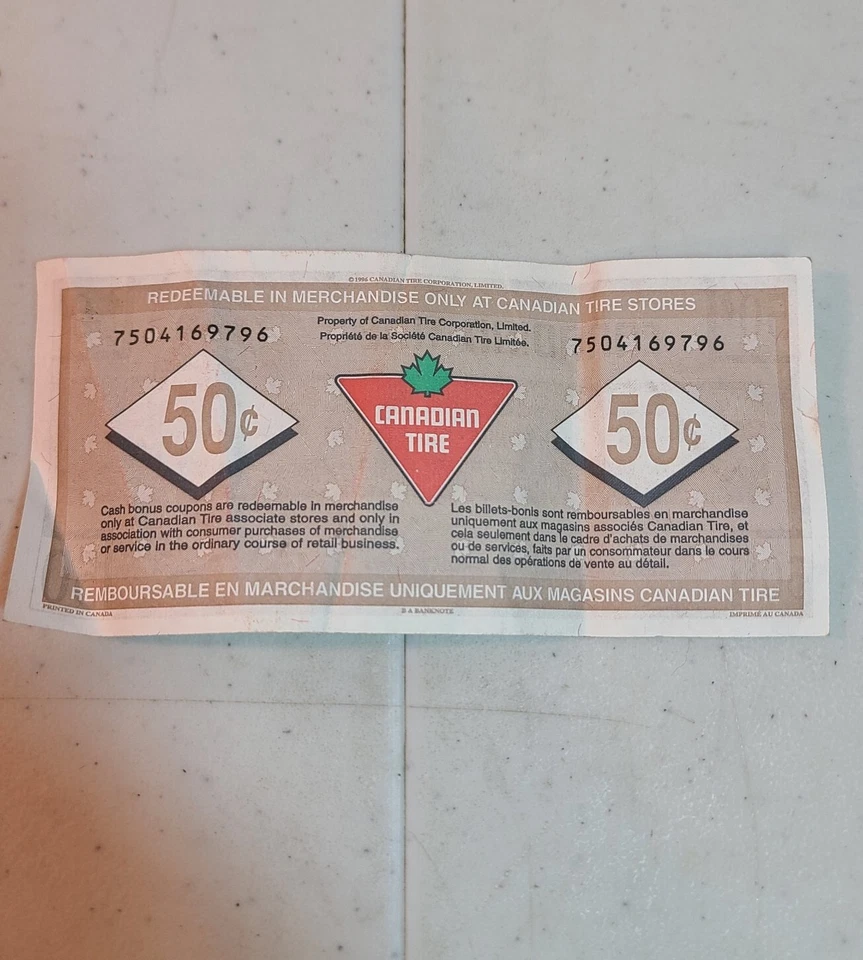 © 1996 CANADIAN TIRE CORPORATION, LIMITED.
REDEEMABLE IN MERCHANDISE ONLY AT CANADIAN TIRE STORES
7504169796
Property of Canadian Tire Corporation, Limited.
Propriété de la Société Canadian Tire Limitée.
7504169796
50¢
CANADIAN
TIRE
50¢
Cash bonus coupons are redeemable in merchandise
only at Canadian Tire associate stores and only in
association with consumer purchases of merchandise
or service in the ordinary course of retail business.
Les billets-bonis sont remboursables en marchandise
uniquement aux magasins associés Canadian Tire, et
cela seulement dans le cadre d'achats de marchandises
ou de services, faits par un consommateur dans le cours
normal des opérations de vente au détail.
REMBOURSABLE EN MARCHANDISE UNIQUEMENT AUX MAGASINS CANADIAN TIRE
PRINTED IN CANADA
B A BANKNOTE
IMPRIMÉ AU CANADA